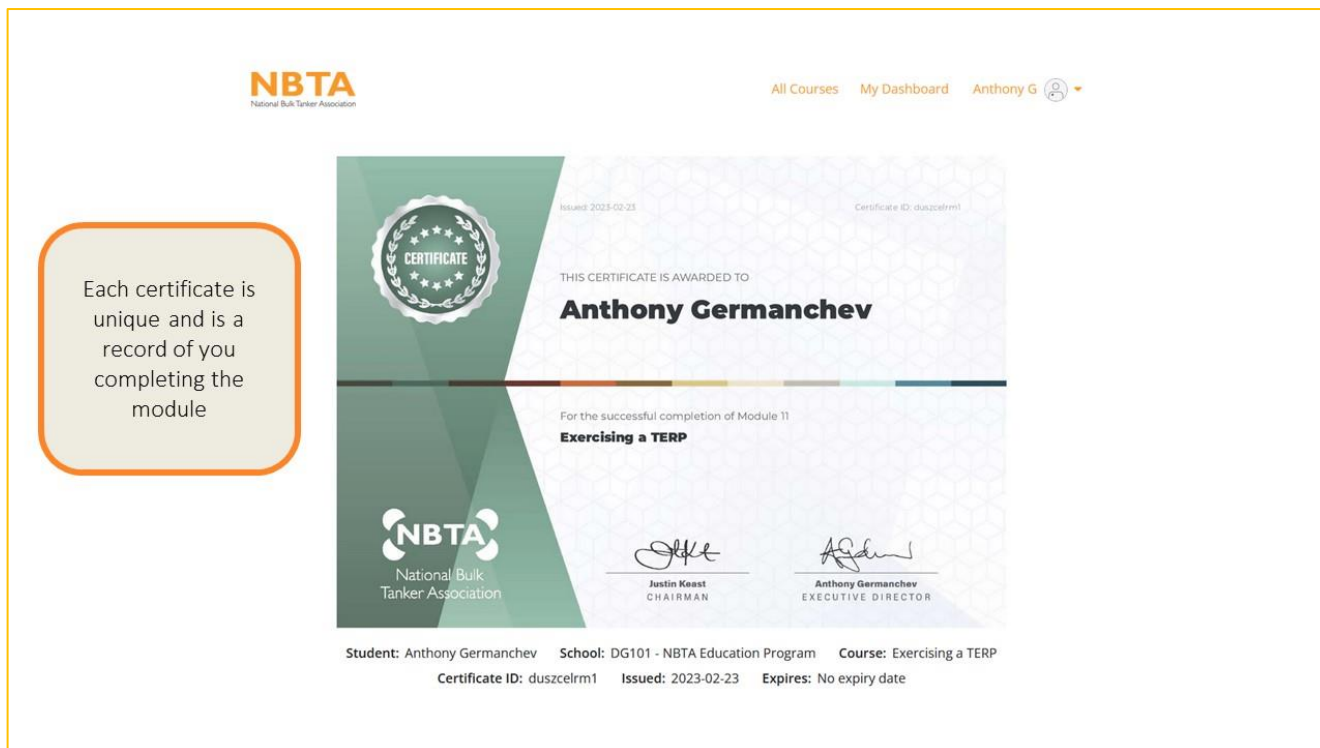 NBTA
National Bulk Tanker Association
All Courses My Dashboard Anthony G
Each certificate is
unique and is a
record of you
completing the
module
CERTIFICATE
Issued: 2023-02-23 Certificate ID: duszcelrm1
THIS CERTIFICATE IS AWARDED TO
Anthony Germanchev
For the successful completion of Module 11
Exercising a TERP
NBTA
National Bulk
Tanker Association
Justin Keast
CHAIRMAN
Anthony Germanchev
EXECUTIVE DIRECTOR
Student: Anthony Germanchev School: DG101 - NBTA Education Program Course: Exercising a TERP
Certificate ID: duszcelrm1 Issued: 2023-02-23 Expires: No expiry date